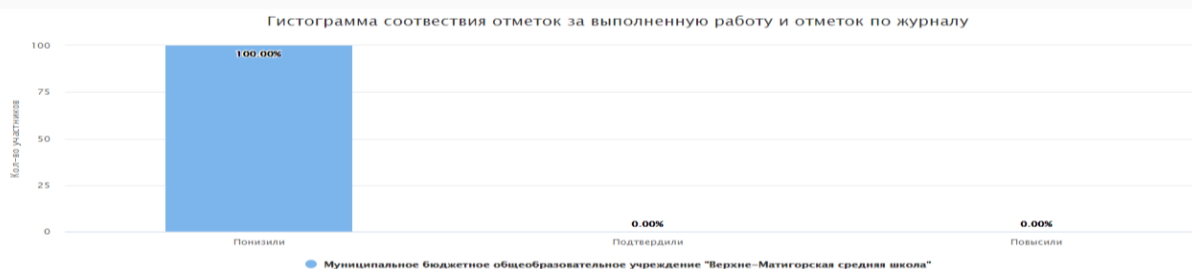 Гистограмма соотвествия отметок за выполненную работу и отметок по журналу
100
100.00%
75
Кол-во участников
50
25
0.00%
0.00%
0
Понизили
Подтвердили
Повысили
Муниципальное бюджетное общеобразовательное учреждение "Верхне-Матигорская средняя школа"